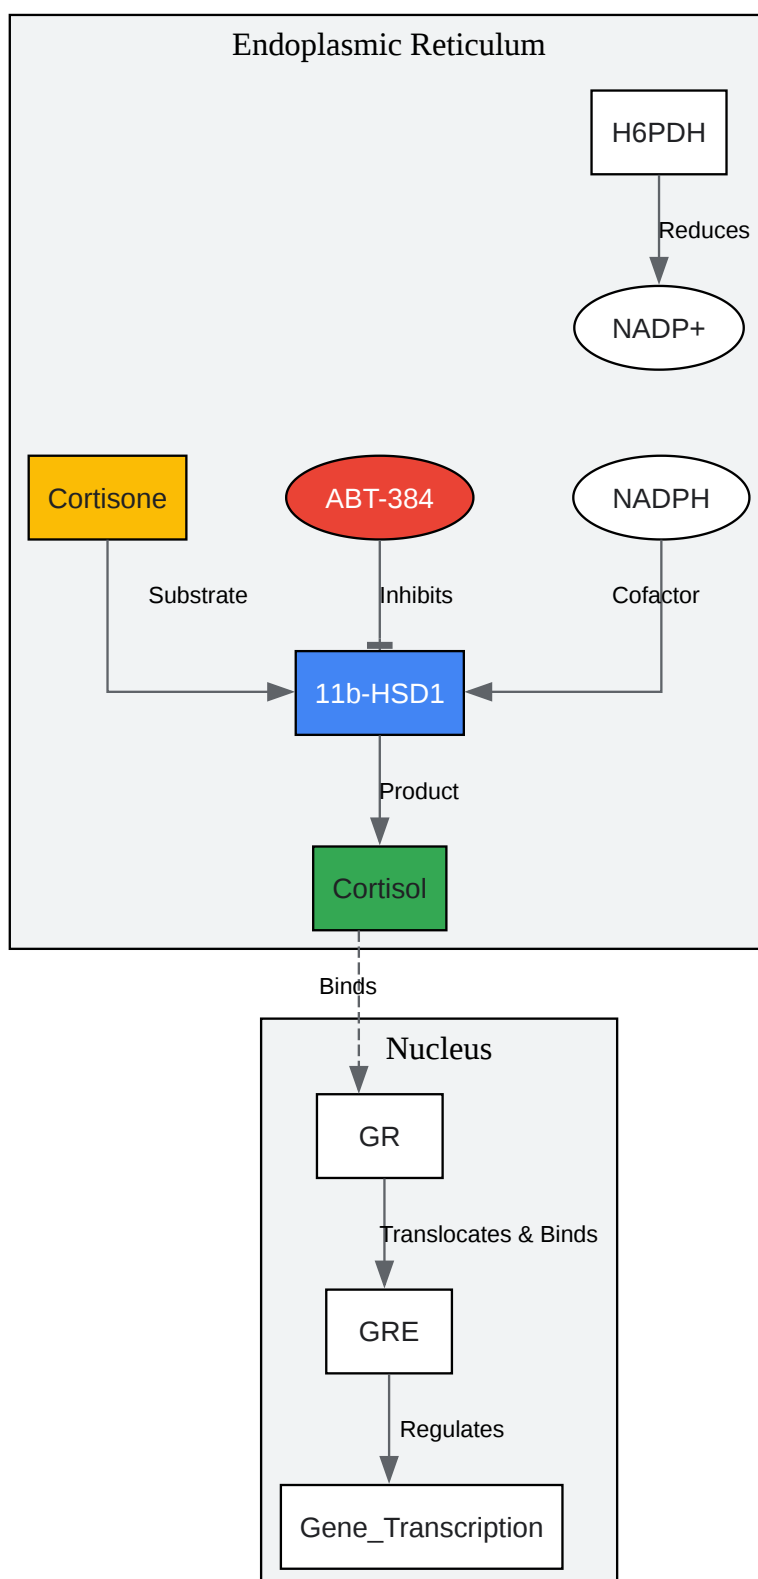 Endoplasmic Reticulum
H6PDH
Reduces
NADP+
Cortisone
ABT-384
NADPH
Substrate
Inhibits
Cofactor
11b-HSD1
Product
Cortisol
Binds
Nucleus
GR
Translocates & Binds
GRE
Regulates
Gene_Transcription